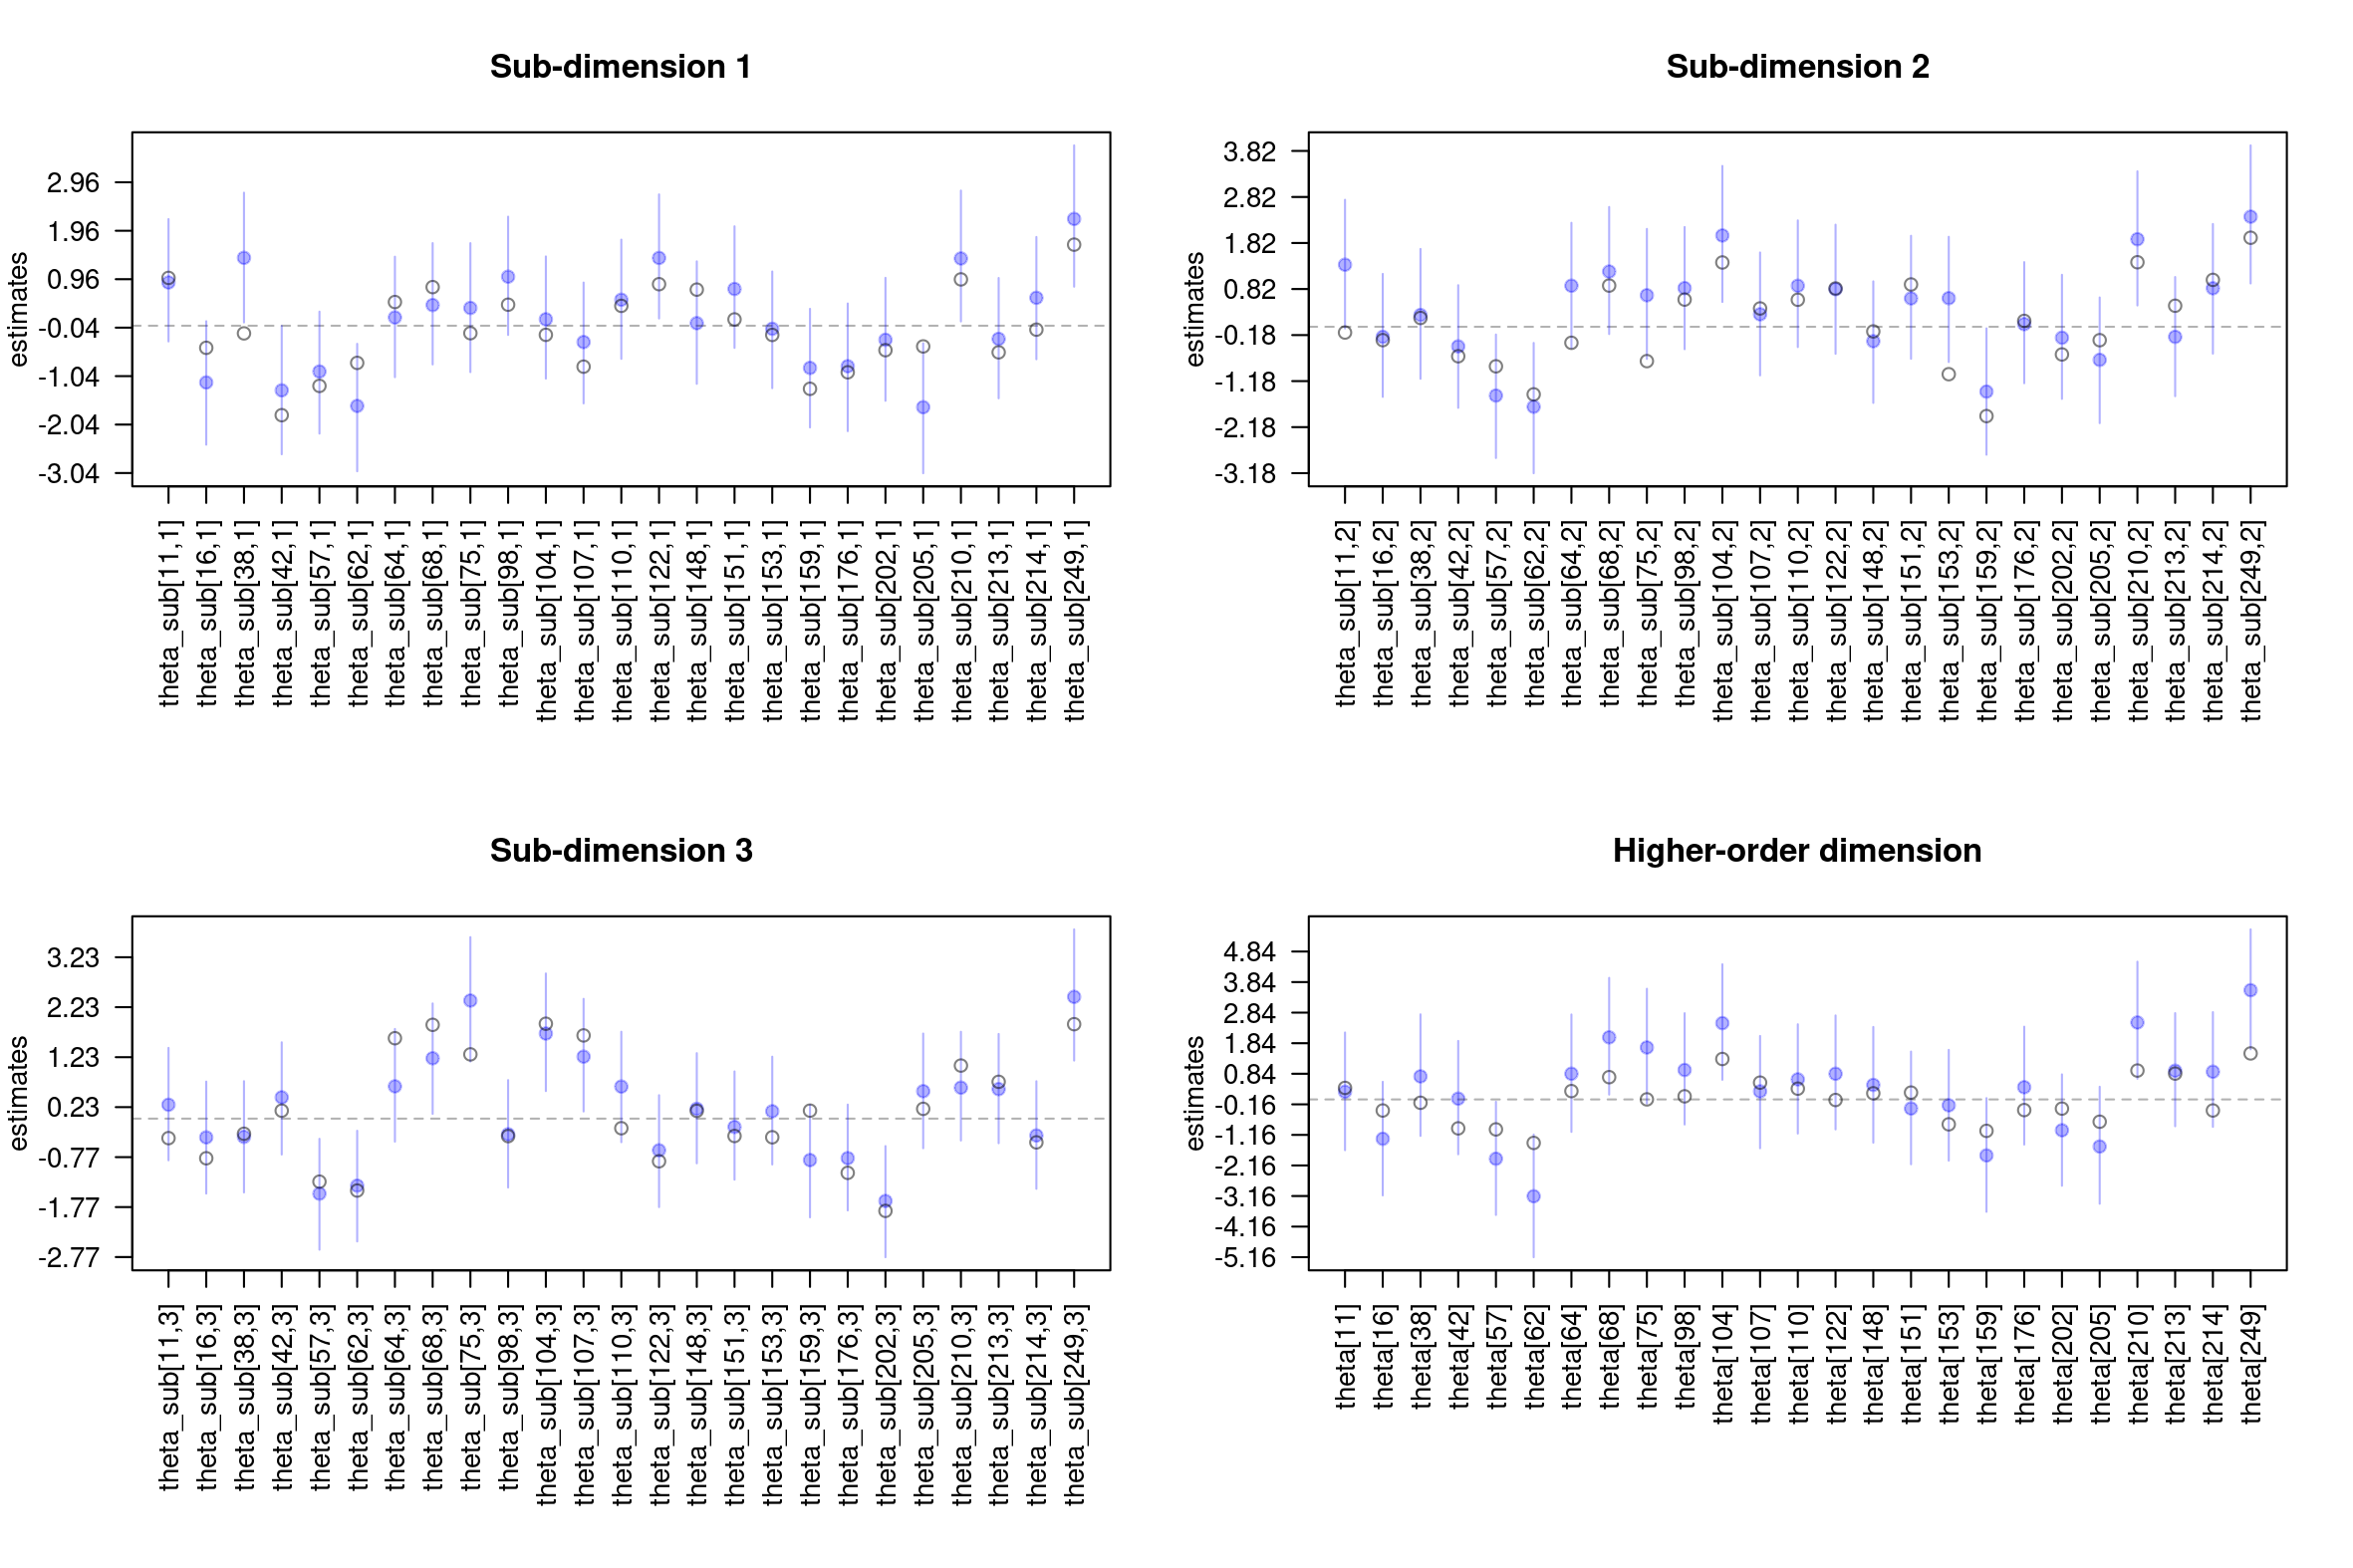 Sub-dimension 1
estimates
2.96
1.96
0.96
-0.04
-1.04
-2.04
-3.04
theta_sub[11,1]
theta_sub[16,1]
theta_sub[38,1]
theta_sub[42,1]
theta_sub[57,1]
theta_sub[62,1]
theta_sub[64,1]
theta_sub[68,1]
theta_sub[75,1]
theta_sub[98,1]
theta_sub[104,1]
theta_sub[107,1]
theta_sub[110,1]
theta_sub[122,1]
theta_sub[148,1]
theta_sub[151,1]
theta_sub[153,1]
theta_sub[159,1]
theta_sub[176,1]
theta_sub[202,1]
theta_sub[205,1]
theta_sub[210,1]
theta_sub[213,1]
theta_sub[214,1]
theta_sub[249,1]
Sub-dimension 2
estimates
3.82
2.82
1.82
0.82
-0.18
-1.18
-2.18
-3.18
theta_sub[11,2]
theta_sub[16,2]
theta_sub[38,2]
theta_sub[42,2]
theta_sub[57,2]
theta_sub[62,2]
theta_sub[64,2]
theta_sub[68,2]
theta_sub[75,2]
theta_sub[98,2]
theta_sub[104,2]
theta_sub[107,2]
theta_sub[110,2]
theta_sub[122,2]
theta_sub[148,2]
theta_sub[151,2]
theta_sub[153,2]
theta_sub[159,2]
theta_sub[176,2]
theta_sub[202,2]
theta_sub[205,2]
theta_sub[210,2]
theta_sub[213,2]
theta_sub[214,2]
theta_sub[249,2]
Sub-dimension 3
estimates
3.23
2.23
1.23
0.23
-0.77
-1.77
-2.77
theta_sub[11,3]
theta_sub[16,3]
theta_sub[38,3]
theta_sub[42,3]
theta_sub[57,3]
theta_sub[62,3]
theta_sub[64,3]
theta_sub[68,3]
theta_sub[75,3]
theta_sub[98,3]
theta_sub[104,3]
theta_sub[107,3]
theta_sub[110,3]
theta_sub[122,3]
theta_sub[148,3]
theta_sub[151,3]
theta_sub[153,3]
theta_sub[159,3]
theta_sub[176,3]
theta_sub[202,3]
theta_sub[205,3]
theta_sub[210,3]
theta_sub[213,3]
theta_sub[214,3]
theta_sub[249,3]
Higher-order dimension
estimates
4.84
3.84
2.84
1.84
0.84
-0.16
-1.16
-2.16
-3.16
-4.16
-5.16
theta[11]
theta[16]
theta[38]
theta[42]
theta[57]
theta[62]
theta[64]
theta[68]
theta[75]
theta[98]
theta[104]
theta[107]
theta[110]
theta[122]
theta[148]
theta[151]
theta[153]
theta[159]
theta[176]
theta[202]
theta[205]
theta[210]
theta[213]
theta[214]
theta[249]